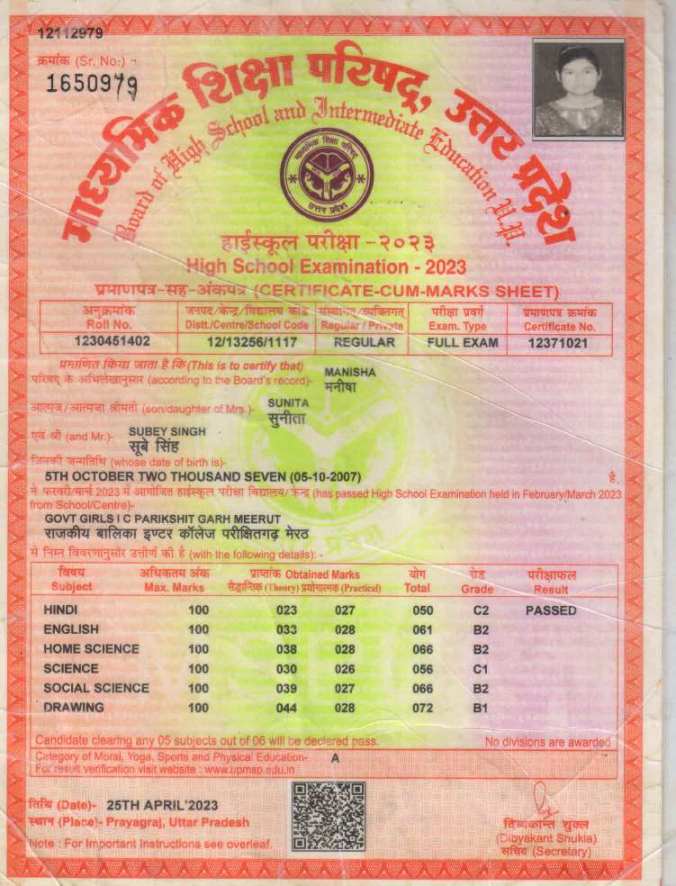 12112979
क्रमांक (Sr. No.) -
1650979
माध्यमिक शिक्षा परिषद्, उत्तर प्रदेश
Board of High School and Intermediate Education U.P.
माध्यमिक शिक्षा परिषद्
उत्तर प्रदेश
हाईस्कूल परीक्षा -२०२३
High School Examination - 2023
प्रमाणपत्र-सह-अंकपत्र (CERTIFICATE-CUM-MARKS SHEET)
अनुक्रमांक जनपद/केन्द्र/विद्यालय कोड संस्थागत/व्यक्तिगत परीक्षा प्रवर्ग प्रमाणपत्र क्रमांक
Roll No. Distt./Centre/School Code Regular / Private Exam. Type Certificate No.
1230451402 12/13256/1117 REGULAR FULL EXAM 12371021
प्रमाणित किया जाता है कि (This is to certify that)
MANISHA
परिषद् के अभिलेखानुसार (according to the Board's record)-
मनीषा
SUNITA
आत्मज/आत्मजा श्रीमती (son/daughter of Mrs.)-
सुनीता
SUBEY SINGH
एवं श्री (and Mr.)-
सूबे सिंह
जिनकी जन्मतिथि (whose date of birth is)-
5TH OCTOBER TWO THOUSAND SEVEN (05-10-2007) है,
ने फरवरी/मार्च 2023 में आयोजित हाईस्कूल परीक्षा विद्यालय/केन्द्र (has passed High School Examination held in February/March 2023
from School/Centre)-
GOVT GIRLS I C PARIKSHIT GARH MEERUT
राजकीय बालिका इण्टर कॉलेज परीक्षितगढ़ मेरठ
से निम्न विवरणानुसार उत्तीर्ण की है (with the following details): -
विषय अधिकतम अंक प्राप्तांक Obtained Marks योग ग्रेड परीक्षाफल
Subject Max. Marks सैद्धान्तिक (Theory) प्रयोगात्मक (Practical) Total Grade Result
HINDI 100 023 027 050 C2 PASSED
ENGLISH 100 033 028 061 B2
HOME SCIENCE 100 038 028 066 B2
SCIENCE 100 030 026 056 C1
SOCIAL SCIENCE 100 039 027 066 B2
DRAWING 100 044 028 072 B1
Candidate clearing any 05 subjects out of 06 will be declared pass. No divisions are awarded
Category of Moral, Yoga, Sports and Physical Education- A
For result verification visit website : www.upmsp.edu.in
तिथि (Date)- 25TH APRIL'2023
स्थान (Place)- Prayagraj, Uttar Pradesh
Note : For Important Instructions see overleaf.
दिव्यकान्त शुक्ल
(Dibyakant Shukla)
सचिव (Secretary)